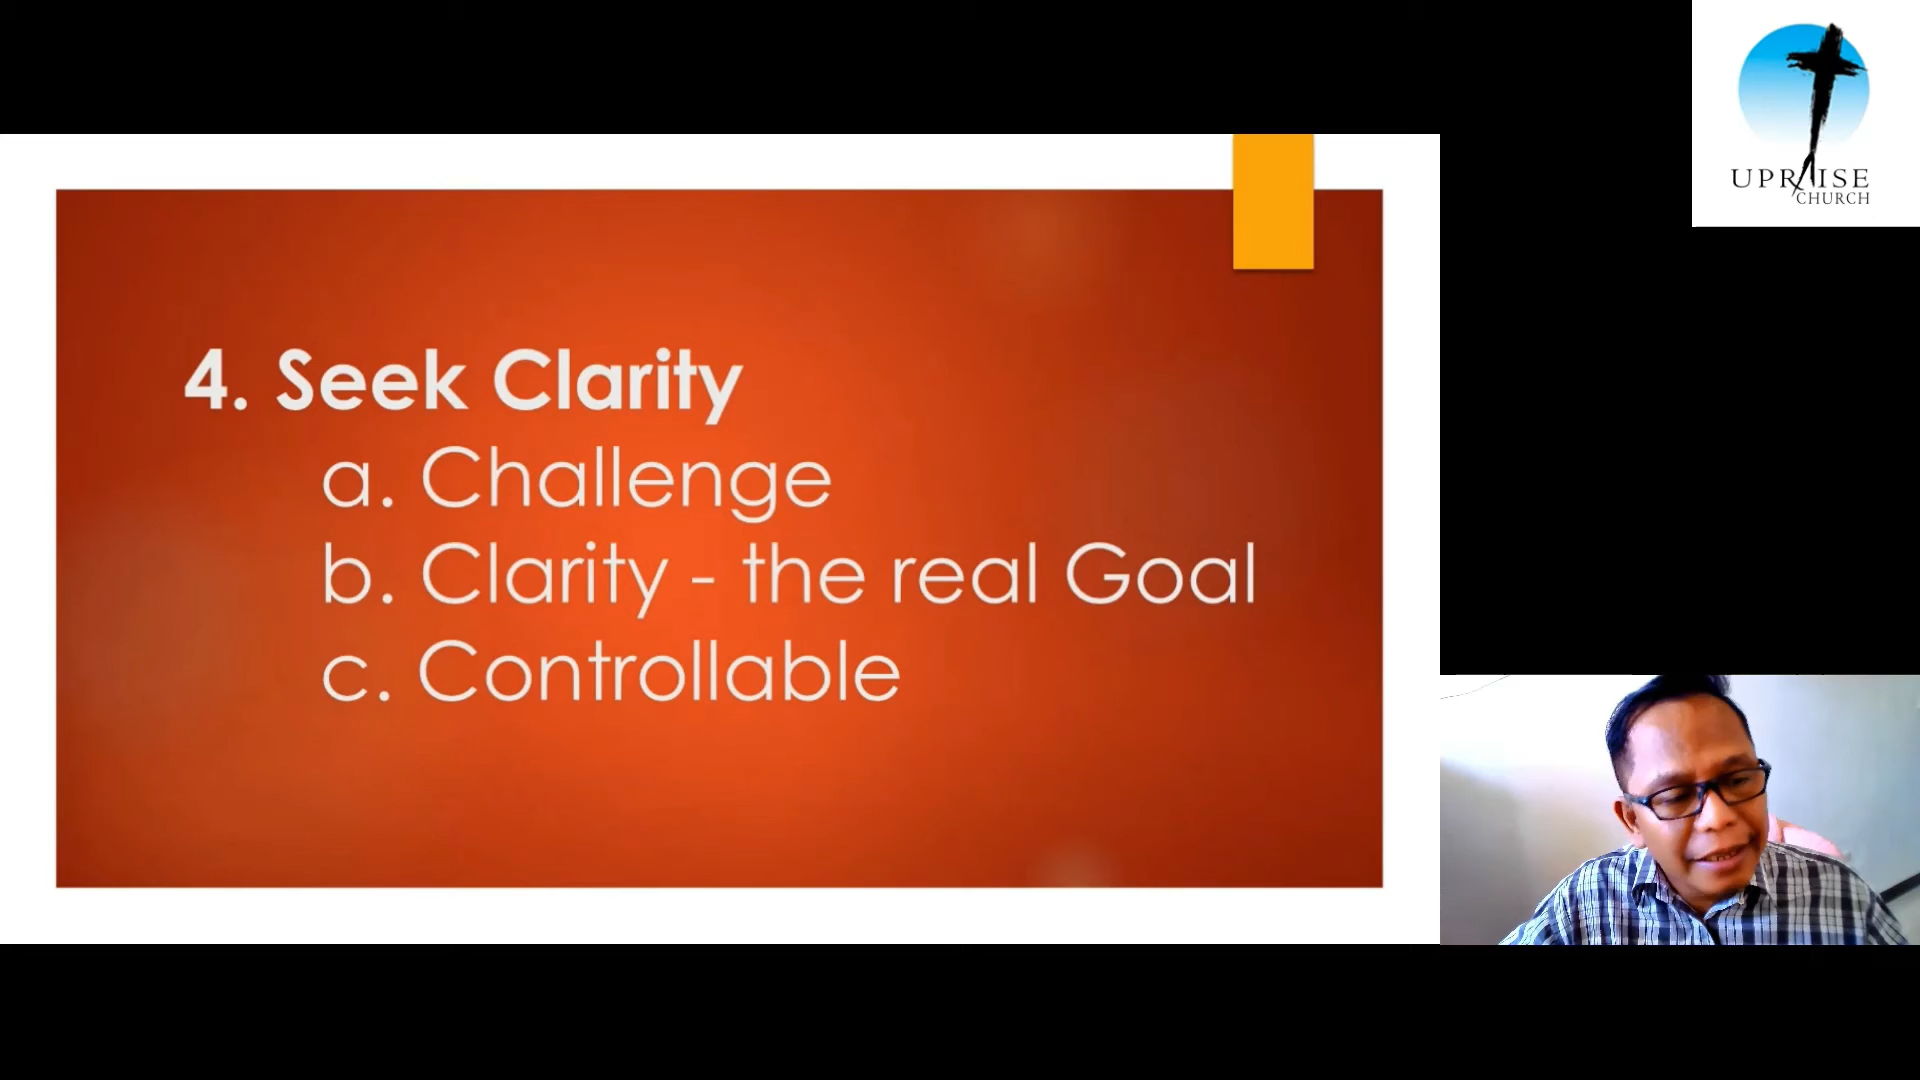 4. Seek Clarity
a. Challenge
b. Clarity - the real Goal
c. Controllable
UPRAISE
CHURCH